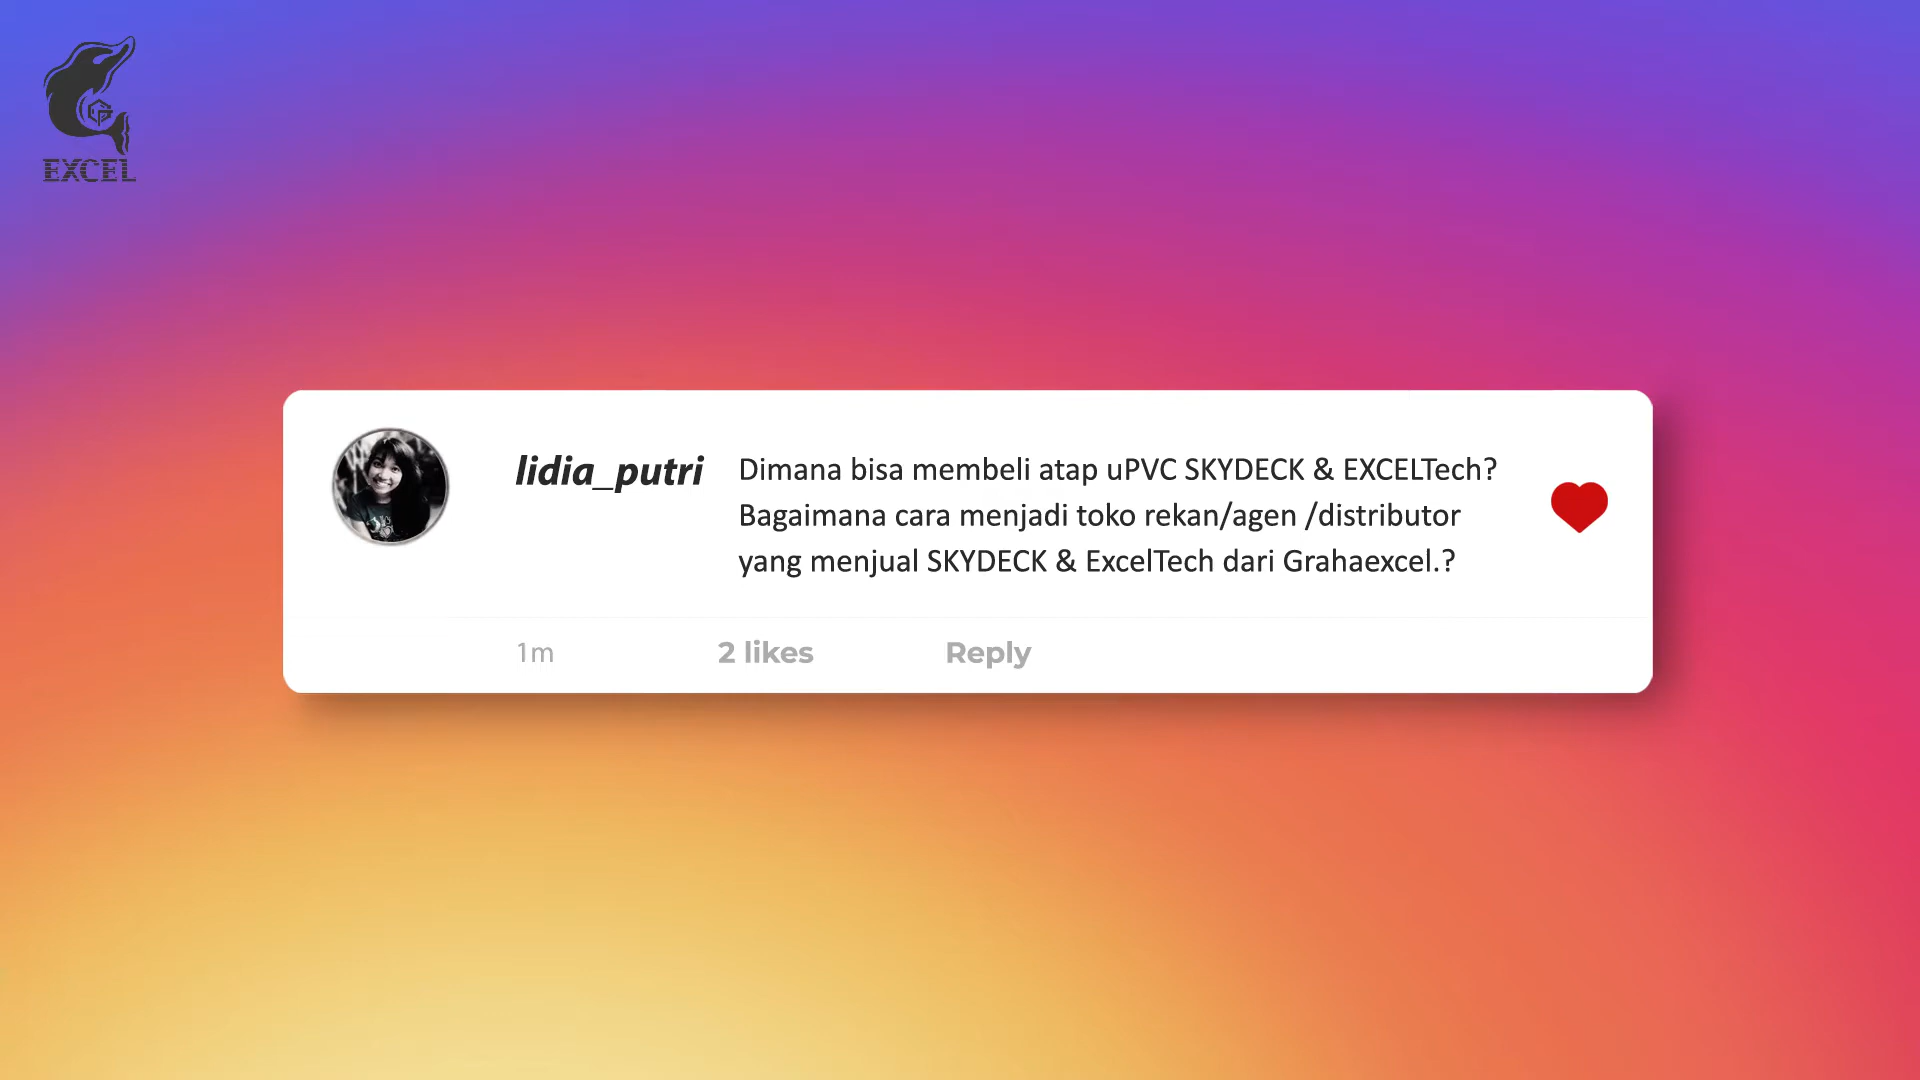 EXCEL
lidia_putri
Dimana bisa membeli atap uPVC SKYDECK & EXCELTech?
Bagaimana cara menjadi toko rekan/agen /distributor
yang menjual SKYDECK & ExcelTech dari Grahaexcel.?
1m
2 likes
Reply